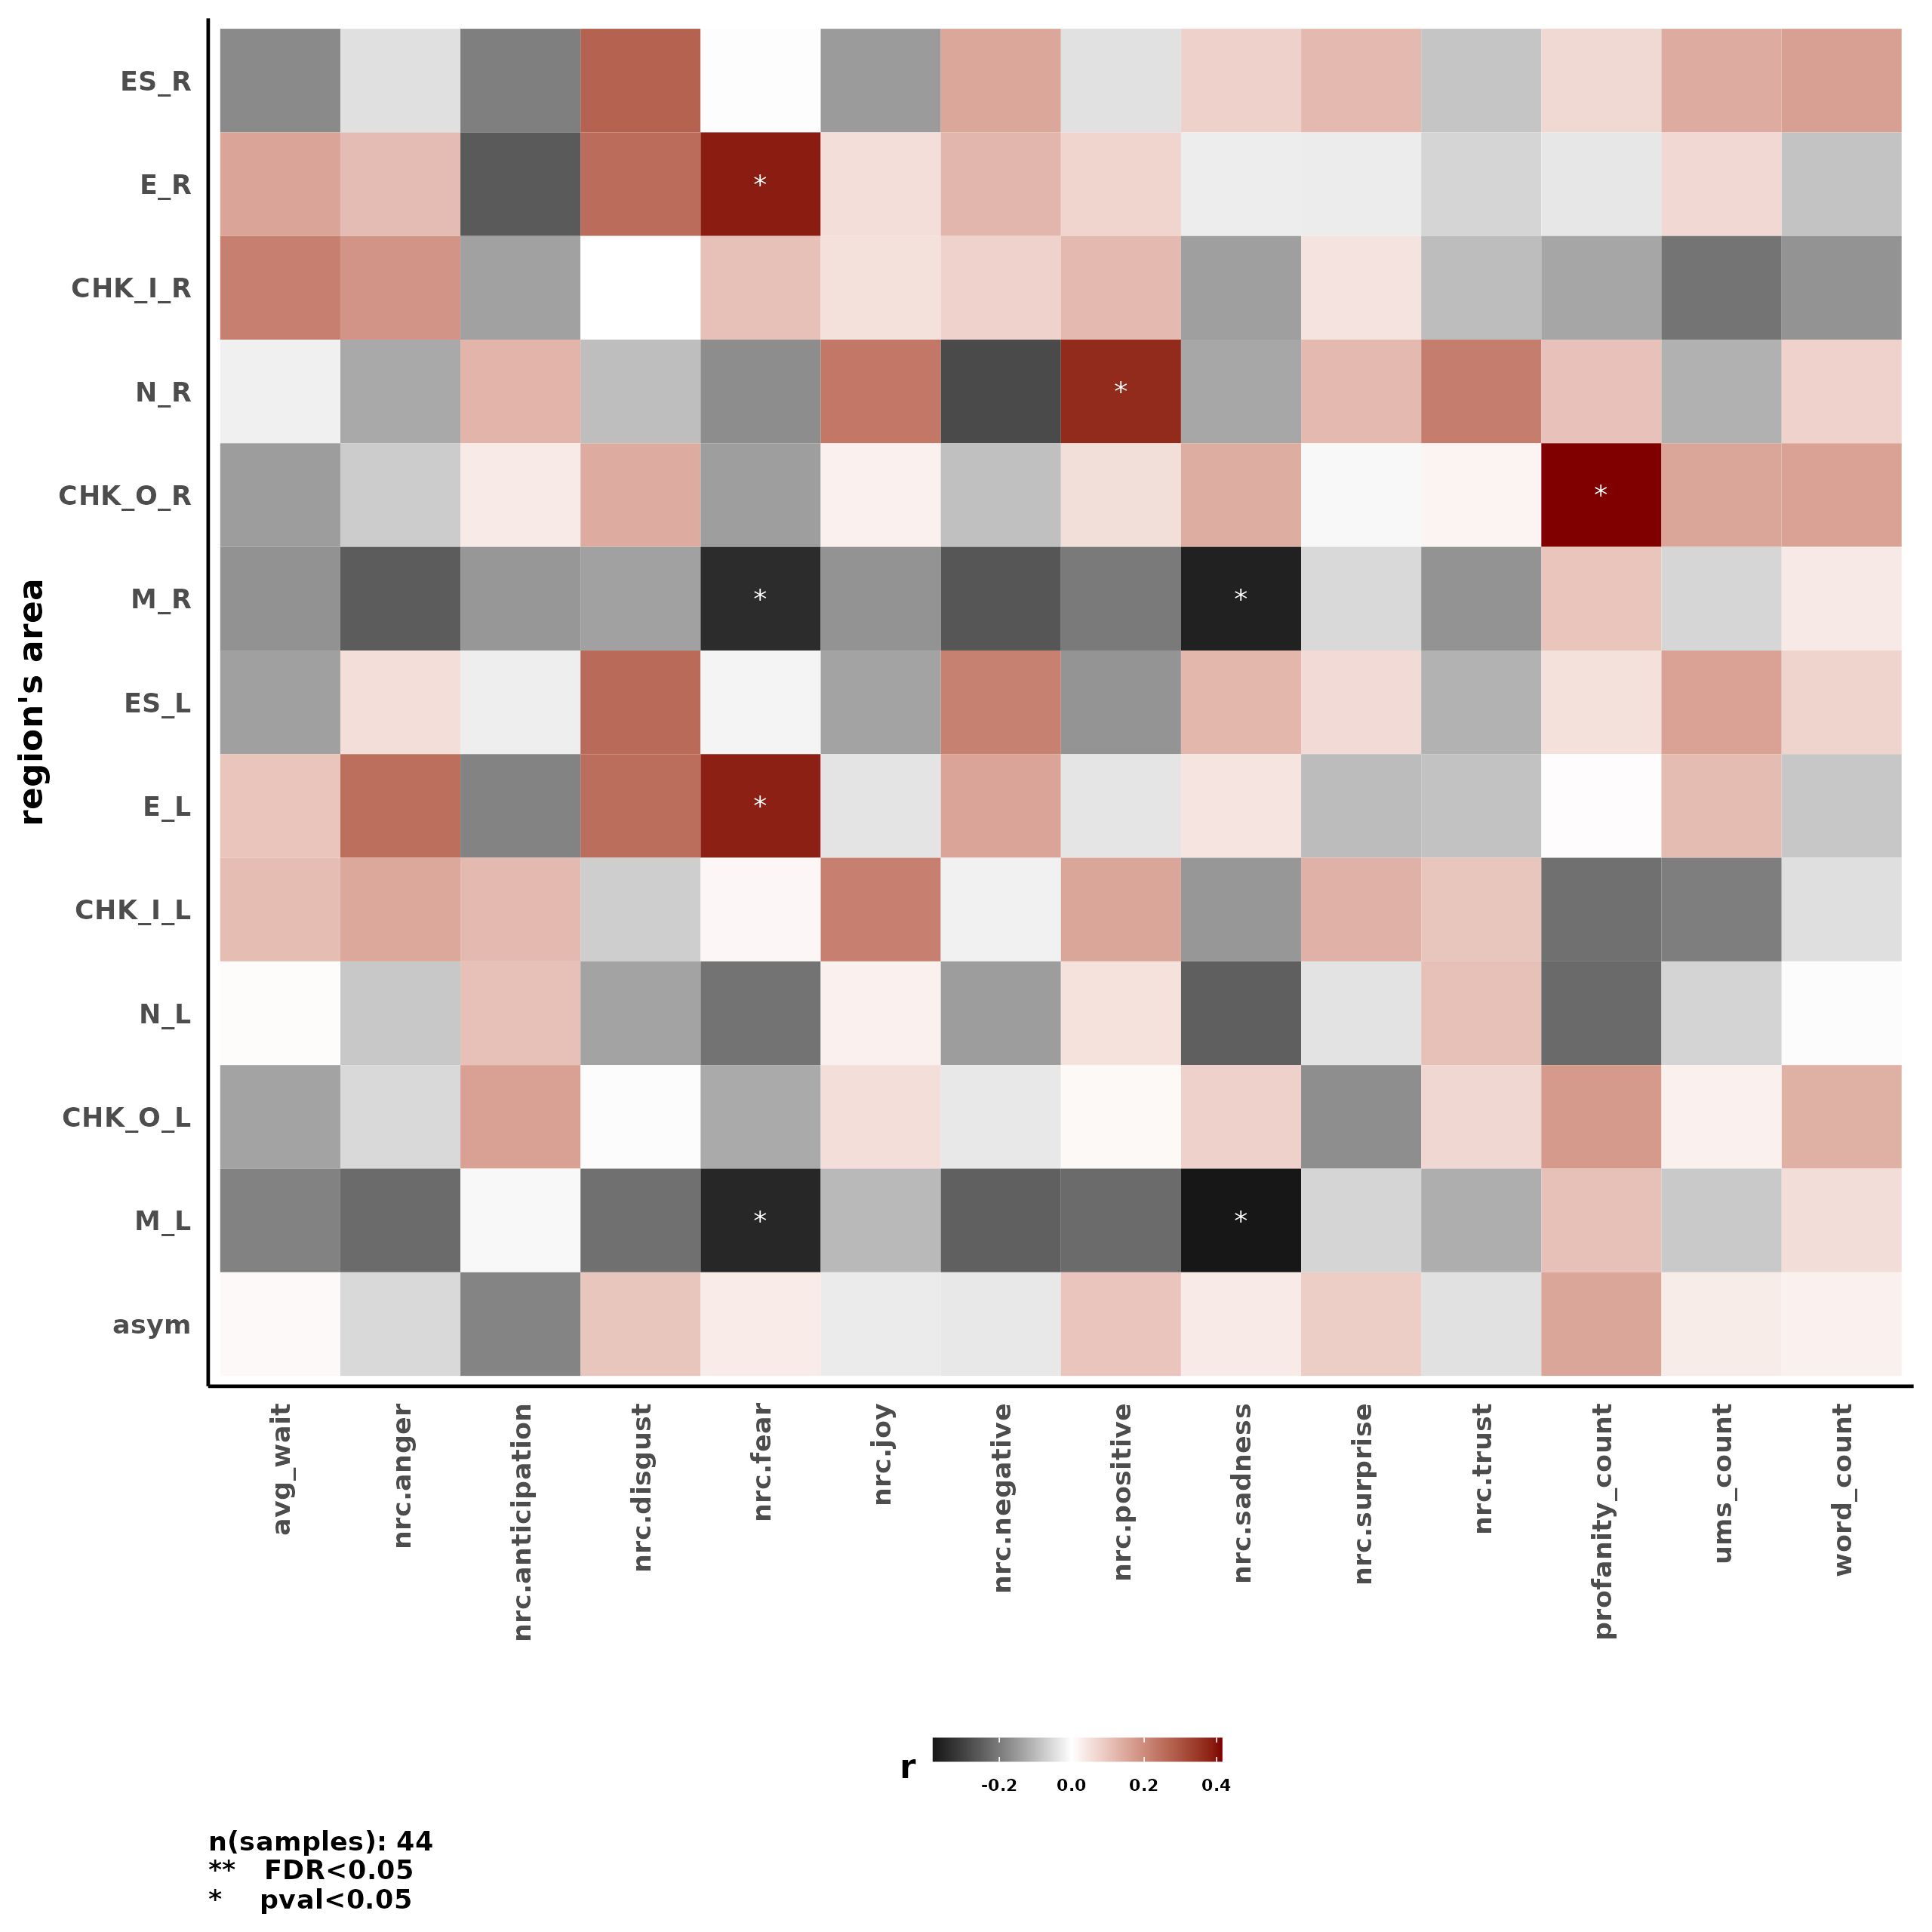 region's area
ES_R
E_R
*
CHK_I_R
N_R
*
CHK_O_R
*
M_R
* *
ES_L
E_L
*
CHK_I_L
N_L
CHK_O_L
M_L
* *
asym
avg_wait
nrc.anger
nrc.anticipation
nrc.disgust
nrc.fear
nrc.joy
nrc.negative
nrc.positive
nrc.sadness
nrc.surprise
nrc.trust
profanity_count
ums_count
word_count
r
-0.2 0.0 0.2 0.4
n(samples): 44
** FDR<0.05
* pval<0.05